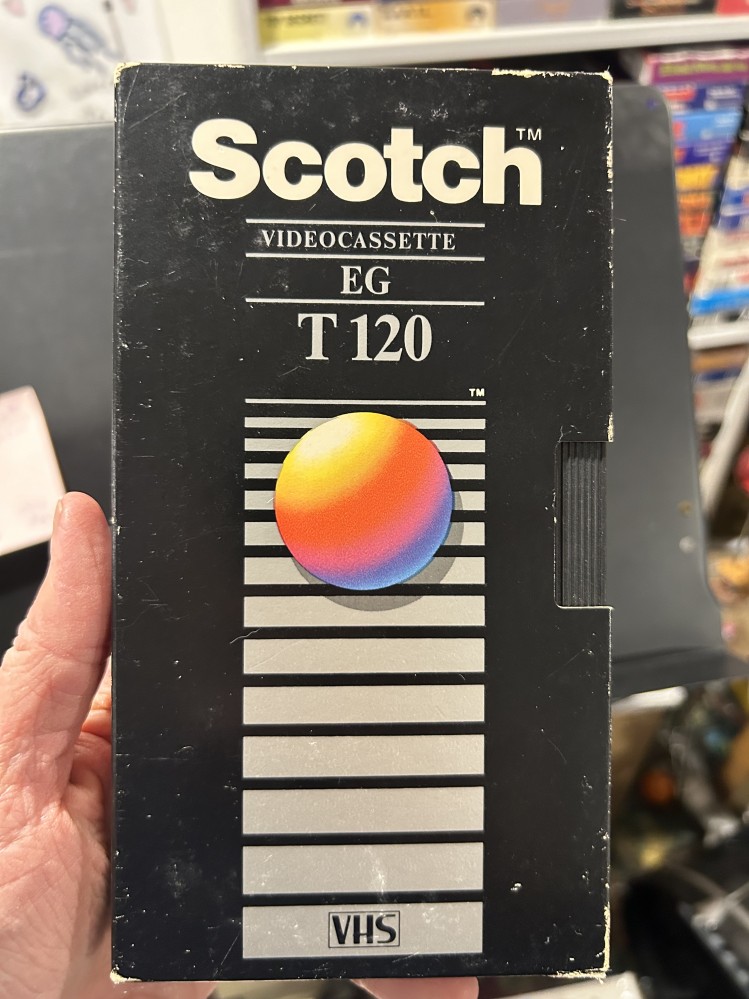 Scotch™
VIDEOCASSETTE
EG
T 120
™
VHS